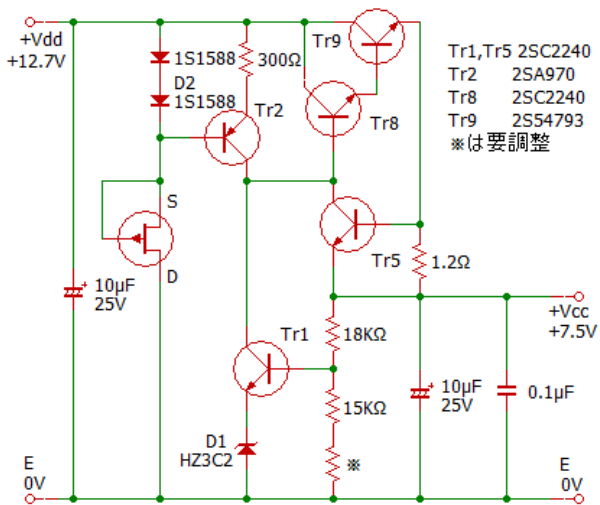 +Vdd
+12.7V
1S1588
D2
1S1588
300Ω
Tr2
Tr9
Tr8
Tr1,Tr5 2SC2240
Tr2 2SA970
Tr8 2SC2240
Tr9 2S54793
※は要調整
S
D
Tr5
1.2Ω
10µF
25V
+Vcc
+7.5V
Tr1
18KΩ
15KΩ
※
10µF
25V
0.1µF
D1
HZ3C2
E
0V
E
0V